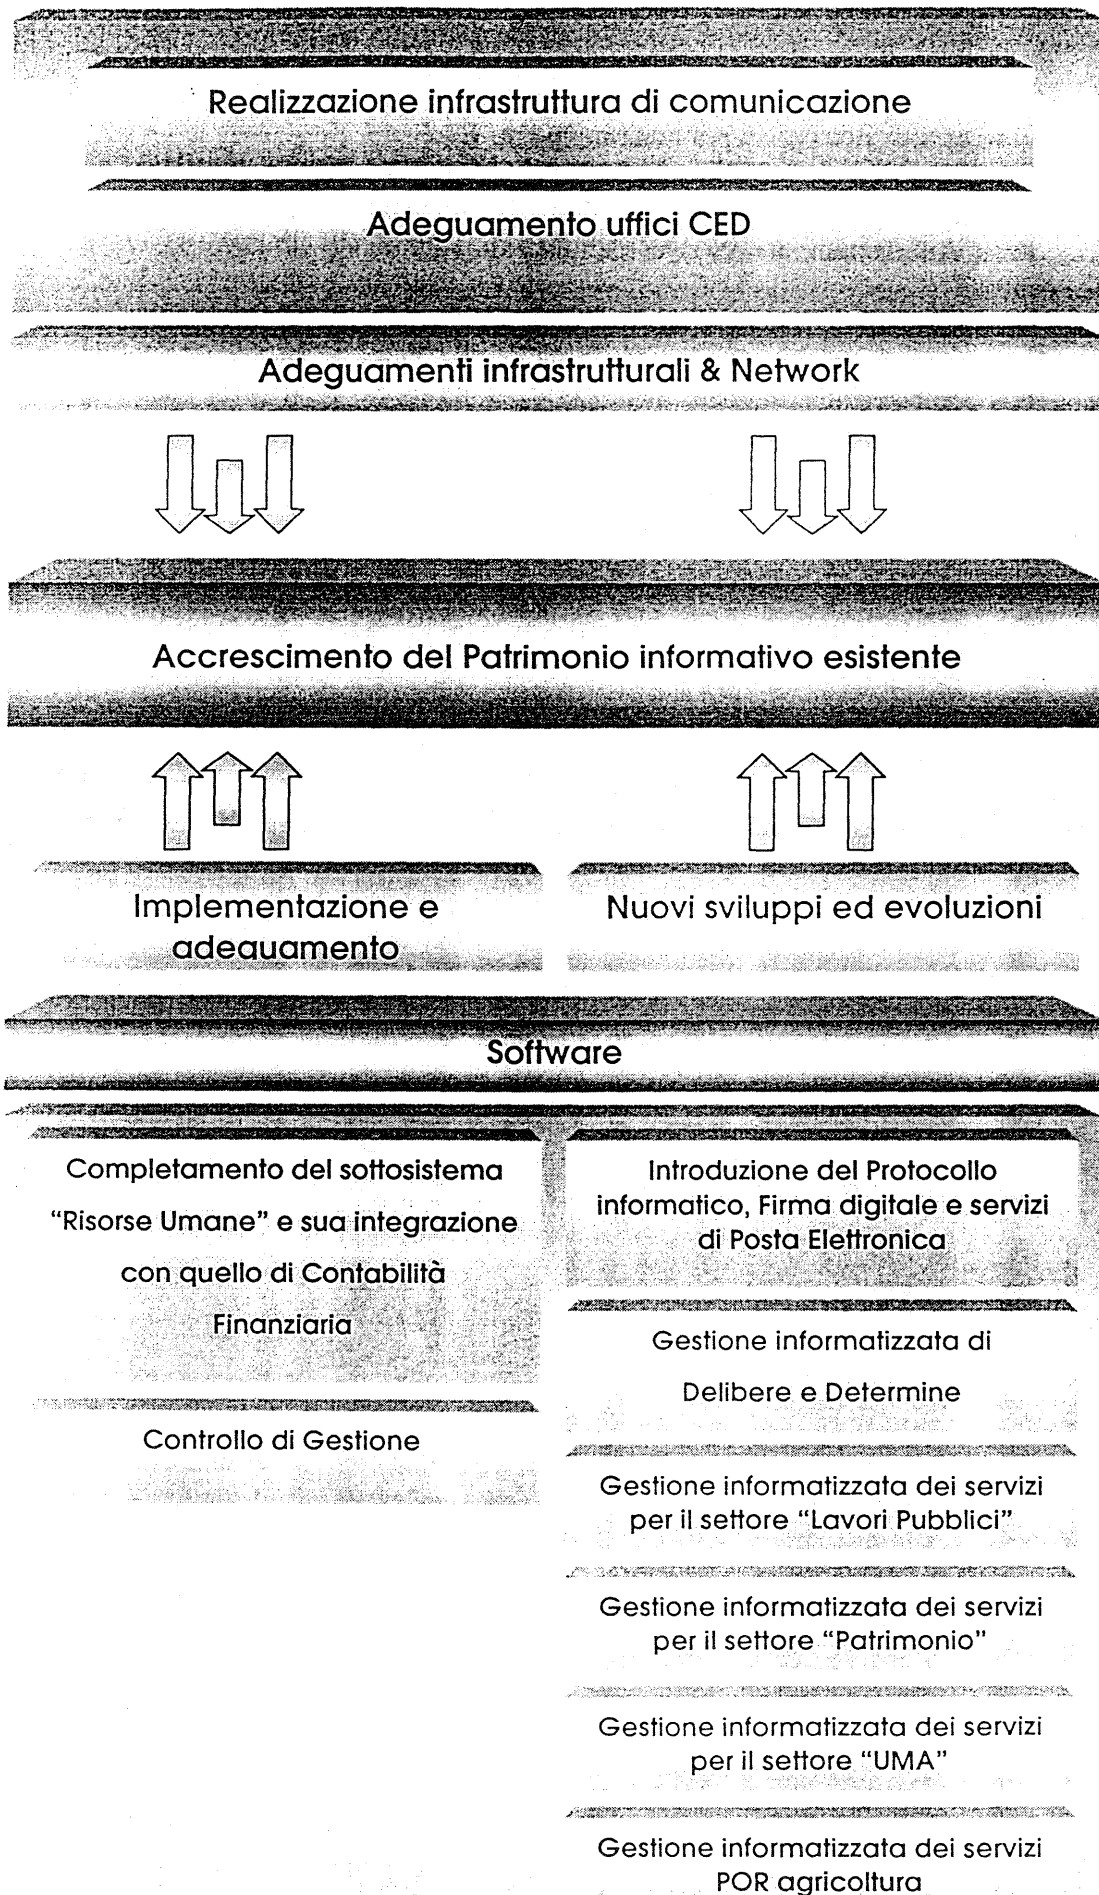 Realizzazione infrastruttura di comunicazione
Adeguamento uffici CED
Adeguamenti infrastrutturali & Network
Accrescimento del Patrimonio informativo esistente
Implementazione e
adeguamento
Nuovi sviluppi ed evoluzioni
Software
Completamento del sottosistema
“Risorse Umane” e sua integrazione
con quello di Contabilità
Finanziaria
Controllo di Gestione
Introduzione del Protocollo
informatico, Firma digitale e servizi
di Posta Elettronica
Gestione informatizzata di
Delibere e Determine
Gestione informatizzata dei servizi
per il settore “Lavori Pubblici”
Gestione informatizzata dei servizi
per il settore “Patrimonio”
Gestione informatizzata dei servizi
per il settore “UMA”
Gestione informatizzata dei servizi
POR agricoltura